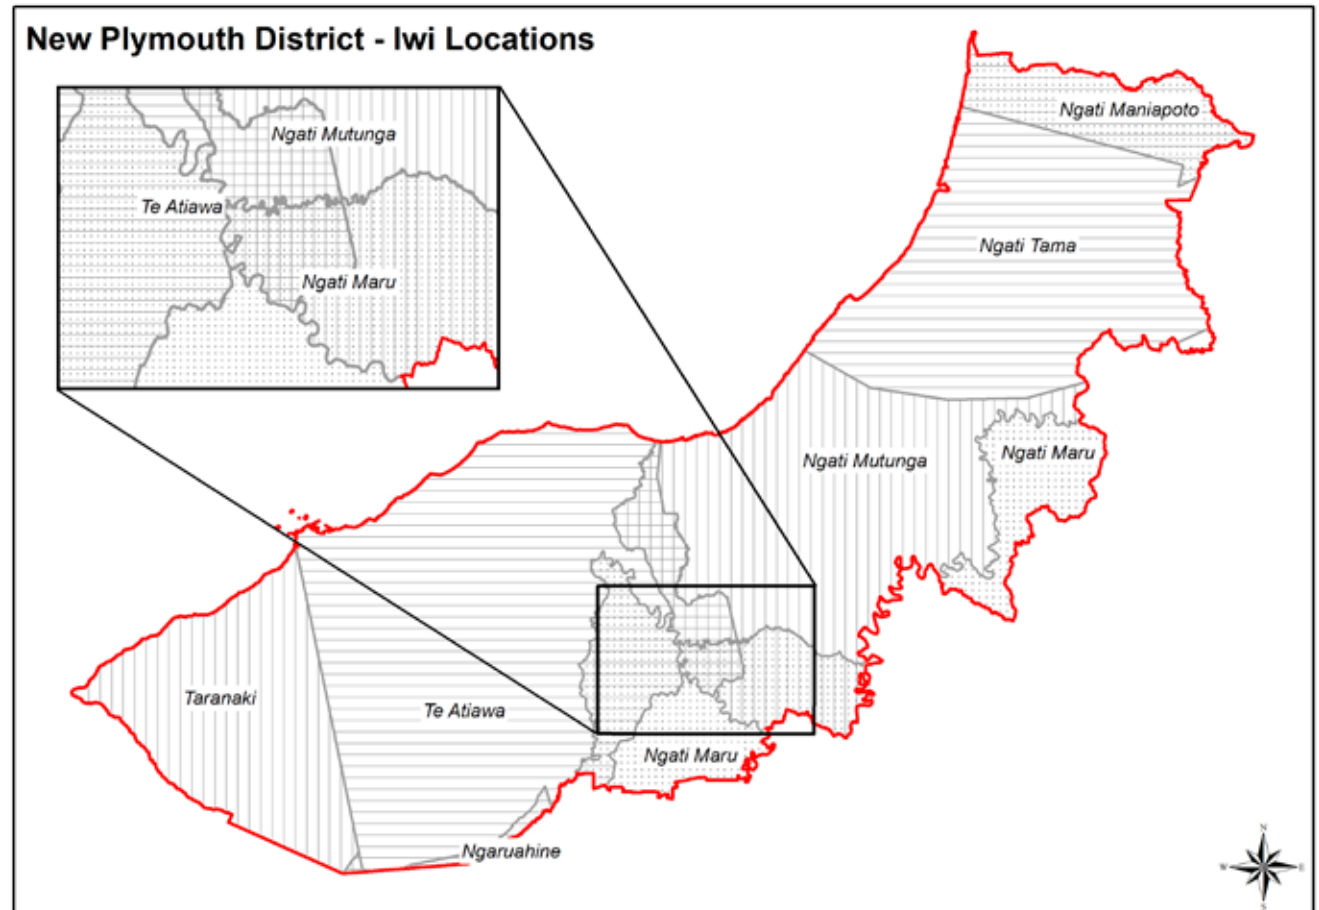 New Plymouth District - Iwi Locations
Ngati Mutunga
Te Atiawa
Ngati Maru
Ngati Maniapoto
Ngati Tama
Ngati Mutunga
Ngati Maru
Taranaki
Te Atiawa
Ngati Maru
Ngaruahine
N
W
E
S